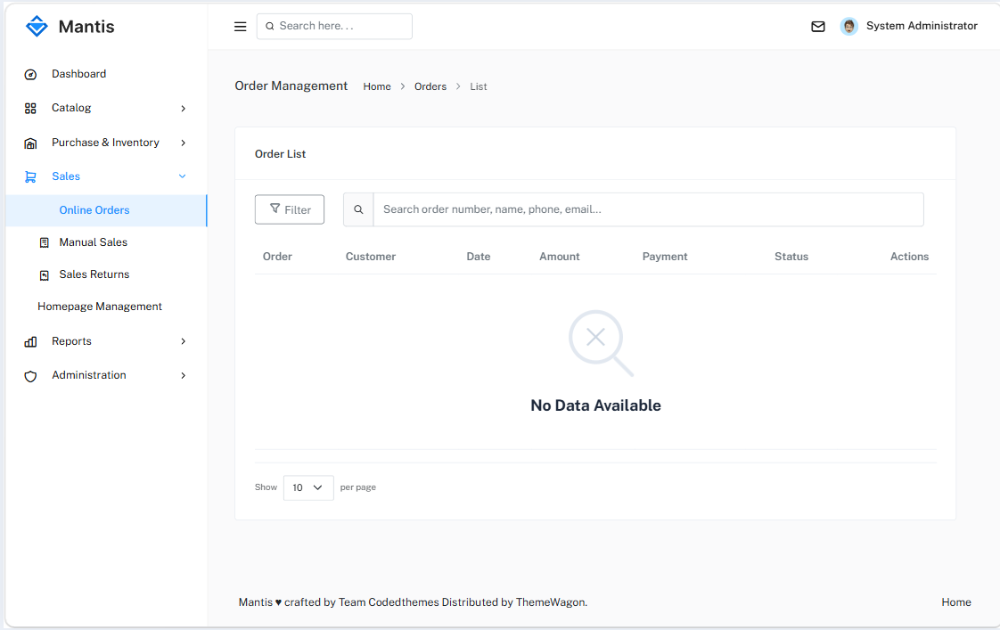 Mantis
Search here. . .
System Administrator
Dashboard
Catalog
Purchase & Inventory
Sales
Online Orders
Manual Sales
Sales Returns
Homepage Management
Reports
Administration
Order Management Home > Orders > List
Order List
Filter
Search order number, name, phone, email...
Order Customer Date Amount Payment Status Actions
No Data Available
Show 10 per page
Mantis ♥ crafted by Team Codedthemes Distributed by ThemeWagon.
Home